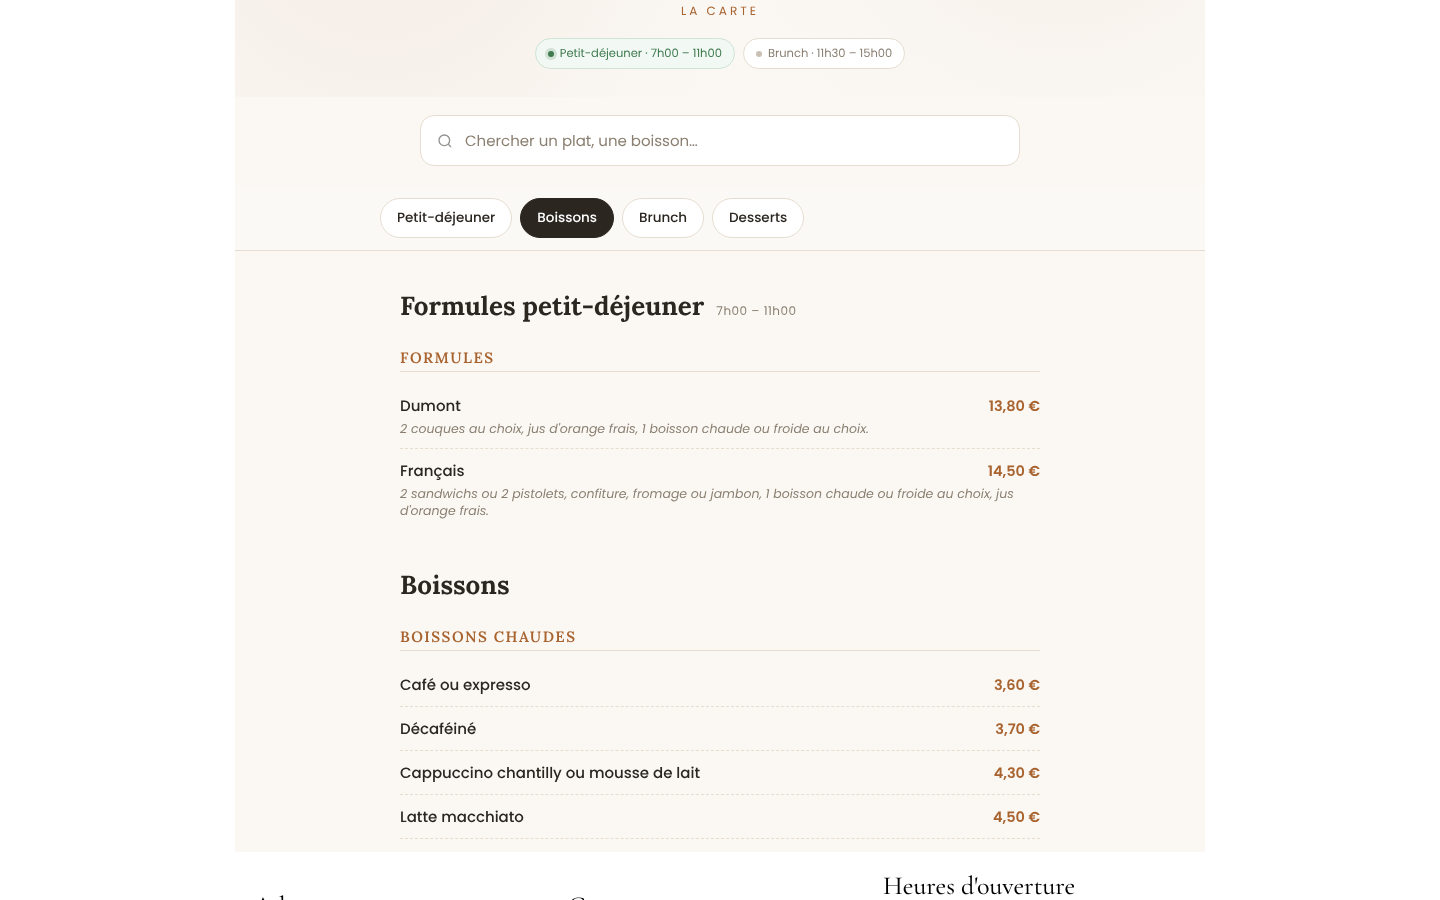 LA CARTE
Petit-déjeuner · 7h00 – 11h00
Brunch · 11h30 – 15h00
Chercher un plat, une boisson...
Petit-déjeuner
Boissons
Brunch
Desserts
Formules petit-déjeuner 7h00 – 11h00
FORMULES
Dumont 13,80 €
2 couques au choix, jus d'orange frais, 1 boisson chaude ou froide au choix.
Français 14,50 €
2 sandwichs ou 2 pistolets, confiture, fromage ou jambon, 1 boisson chaude ou froide au choix, jus
d'orange frais.
Boissons
BOISSONS CHAUDES
Café ou expresso 3,60 €
Décaféiné 3,70 €
Cappuccino chantilly ou mousse de lait 4,30 €
Latte macchiato 4,50 €
Heures d'ouverture